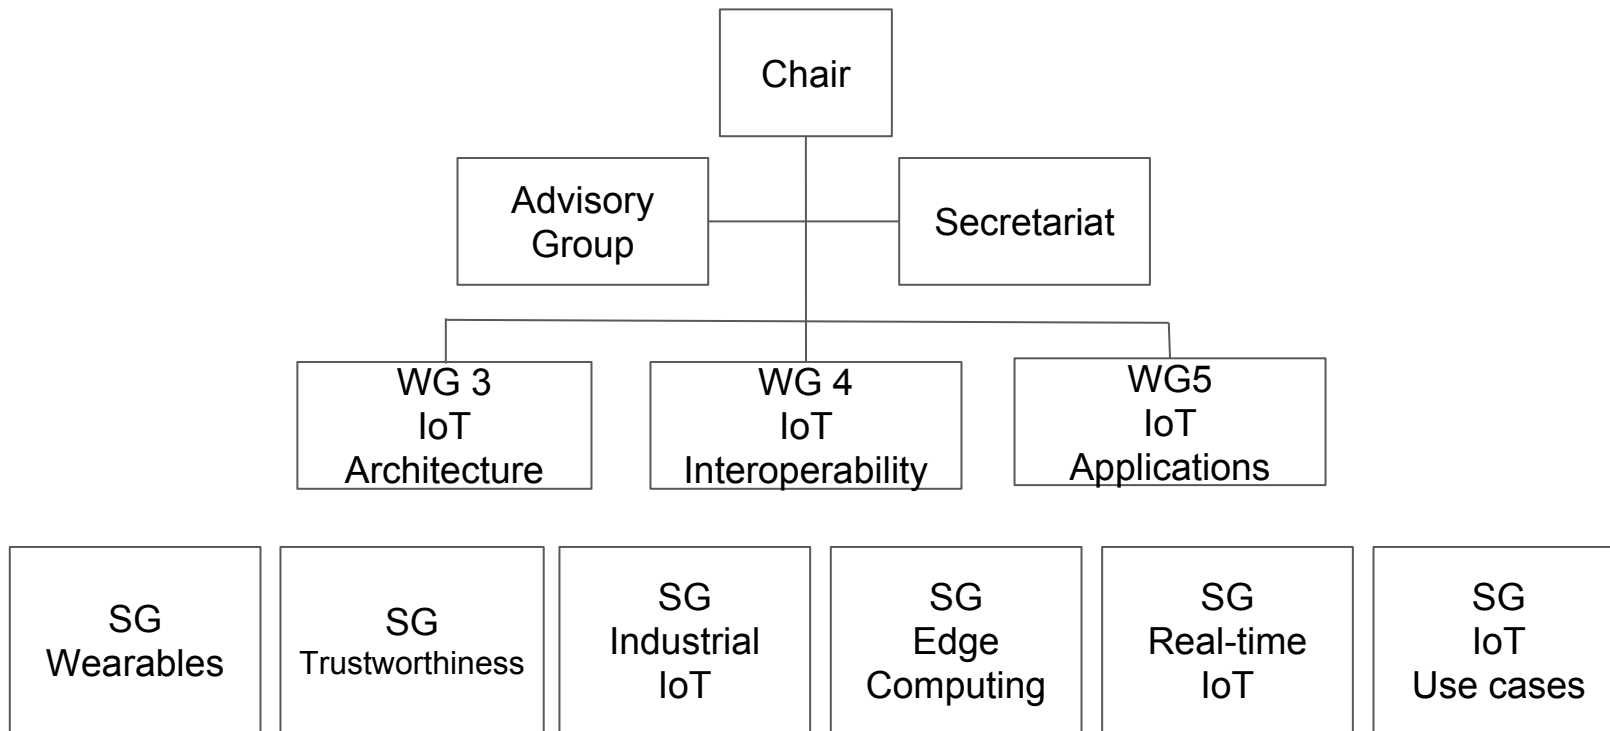 Chair
Advisory
Group
Secretariat
WG 3
IoT
Architecture
WG 4
IoT
Interoperability
WG5
IoT
Applications
SG
Wearables
SG
Trustworthiness
SG
Industrial
IoT
SG
Edge
Computing
SG
Real-time
IoT
SG
IoT
Use cases